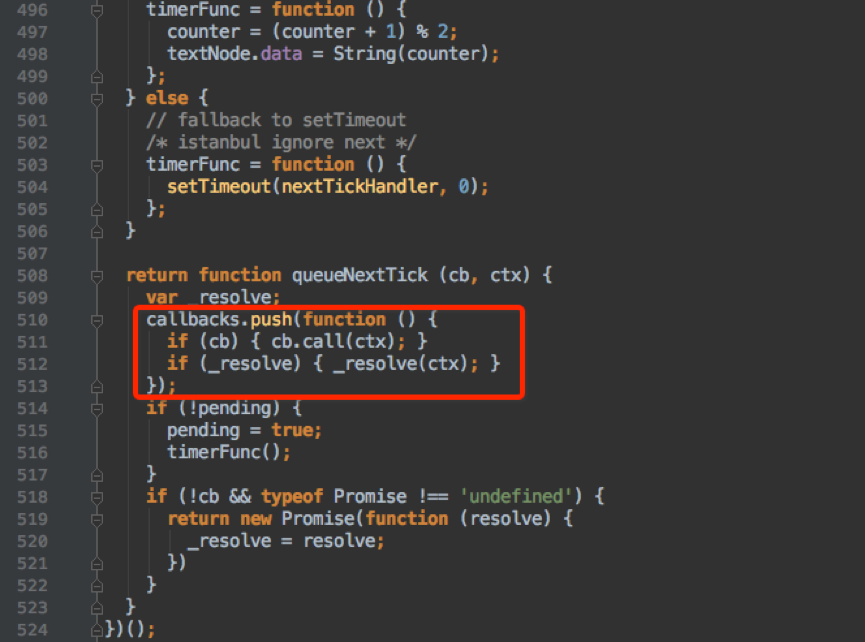 496 timerFunc = function () {
497 counter = (counter + 1) % 2;
498 textNode.data = String(counter);
499 };
500 } else {
501 // fallback to setTimeout
502 /* istanbul ignore next */
503 timerFunc = function () {
504 setTimeout(nextTickHandler, 0);
505 };
506 }
507
508 return function queueNextTick (cb, ctx) {
509 var _resolve;
510 callbacks.push(function () {
511 if (cb) { cb.call(ctx); }
512 if (_resolve) { _resolve(ctx); }
513 });
514 if (!pending) {
515 pending = true;
516 timerFunc();
517 }
518 if (!cb && typeof Promise !== 'undefined') {
519 return new Promise(function (resolve) {
520 _resolve = resolve;
521 })
522 }
523 }
524 })();